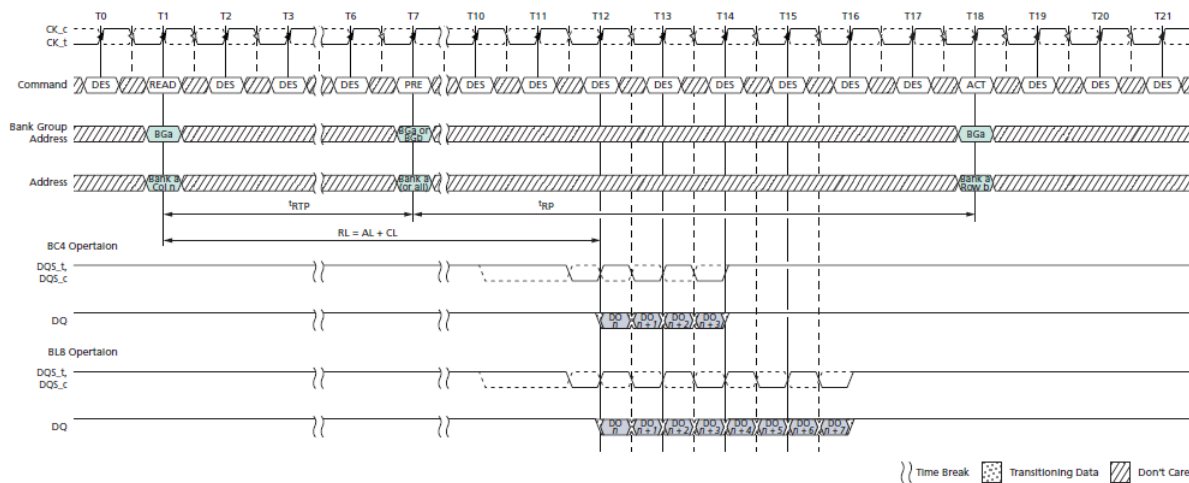 T0 T1 T2 T3 T6 T7 T10 T11 T12 T13 T14 T15 T16 T17 T18 T19 T20 T21
CK_c
CK_t
Command DES READ DES DES DES PRE DES DES DES DES DES DES DES DES ACT DES DES DES
Bank Group
Address
BGa
BGa or
BGb
BGa
Address
Bank a
Col n
Bank a
(or all)
Bank a
Row b
tRTP tRP
RL = AL + CL
BC4 Opertaion
DQS_t,
DQS_c
DQ
DO
n
DO
n + 1
DO
n + 2
DO
n + 3
BL8 Opertaion
DQS_t,
DQS_c
DQ
DO
n
DO
n + 1
DO
n + 2
DO
n + 3
DO
n + 4
DO
n + 5
DO
n + 6
DO
n + 7
Time Break Transitioning Data Don't Care